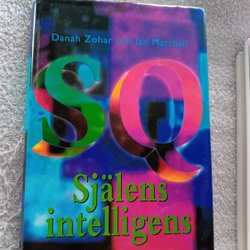 Danah Zohar och Ian Marshall
SQ
Själens
intelligens